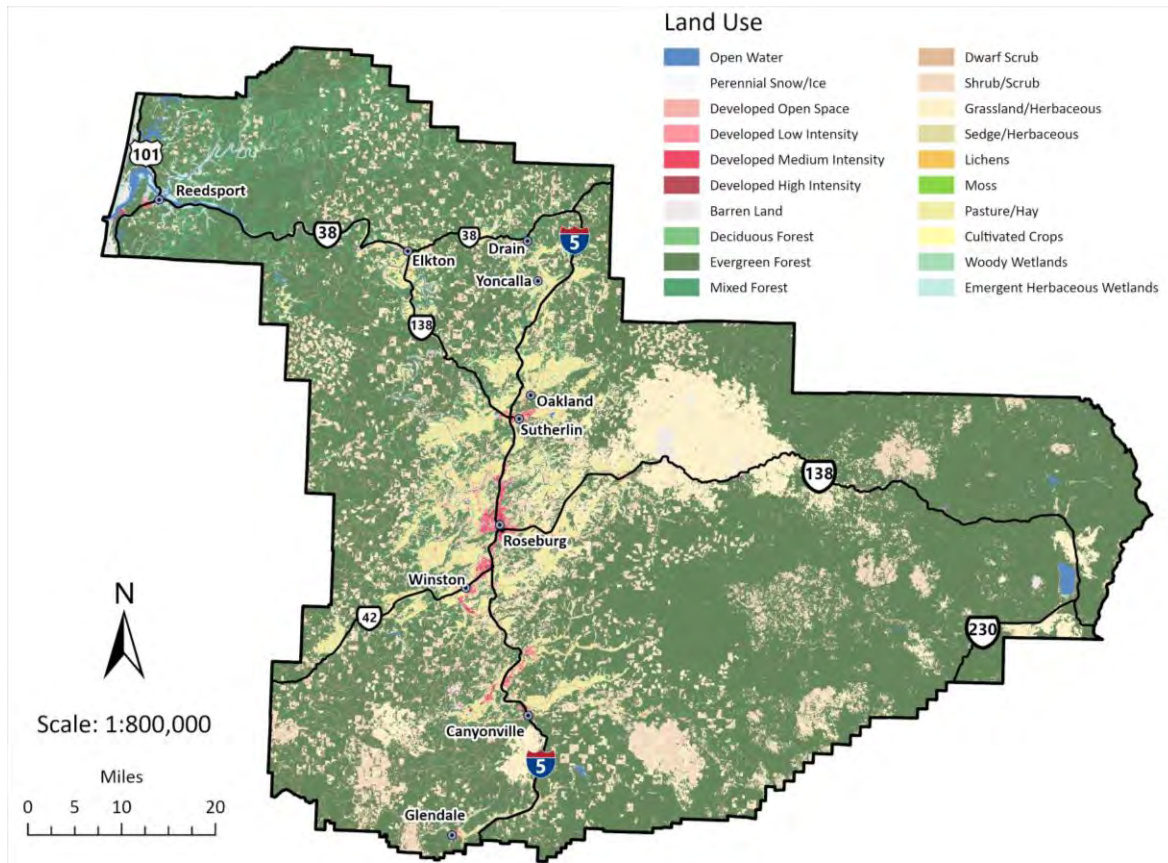 Land Use
Open Water
Perennial Snow/Ice
Developed Open Space
Developed Low Intensity
Developed Medium Intensity
Developed High Intensity
Barren Land
Deciduous Forest
Evergreen Forest
Mixed Forest
Dwarf Scrub
Shrub/Scrub
Grassland/Herbaceous
Sedge/Herbaceous
Lichens
Moss
Pasture/Hay
Cultivated Crops
Woody Wetlands
Emergent Herbaceous Wetlands
101
Reedsport
38
38
Drain
5
Elkton
Yoncalla
138
Oakland
Sutherlin
138
Roseburg
Winston
42
230
Canyonville
5
Glendale
N
Scale: 1:800,000
Miles
0 5 10 20